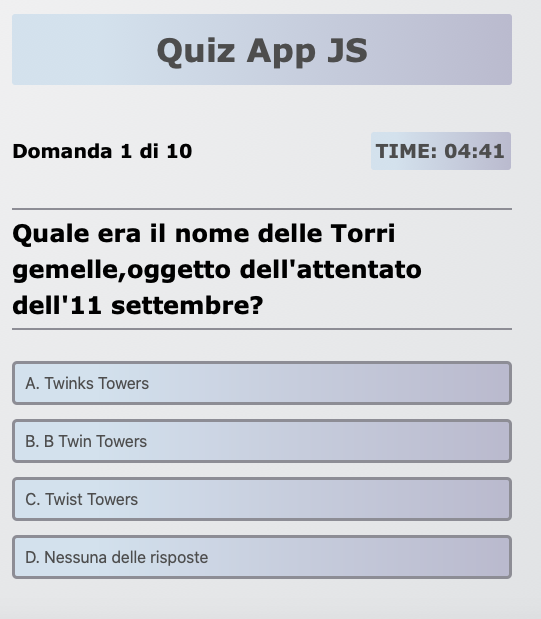 Quiz App JS
Domanda 1 di 10
TIME: 04:41
Quale era il nome delle Torri
gemelle,oggetto dell'attentato
dell'11 settembre?
A. Twinks Towers
B. B Twin Towers
C. Twist Towers
D. Nessuna delle risposte